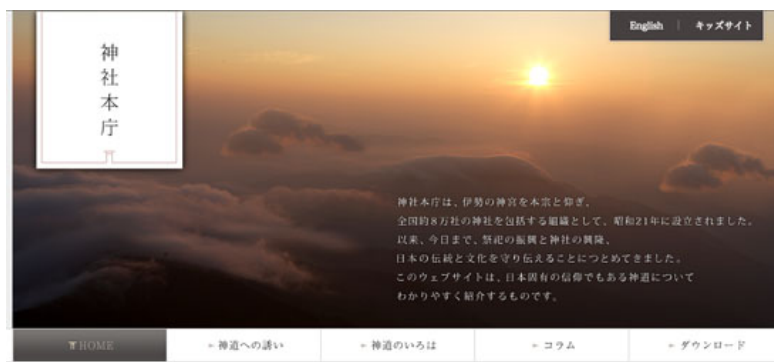 English | キッズサイト
神社本庁
神社本庁は、伊勢の神宮を本宗と仰ぎ、
全国約8万社の神社を包括する組織として、昭和21年に設立されました。
以来、今日まで、祭祀の振興と神社の興隆、
日本の伝統と文化を守り伝えることにつとめてきました。
このウェブサイトは、日本固有の信仰でもある神道について
わかりやすく紹介するものです。
HOME
神道への誘い
神道のいろは
コラム
ダウンロード